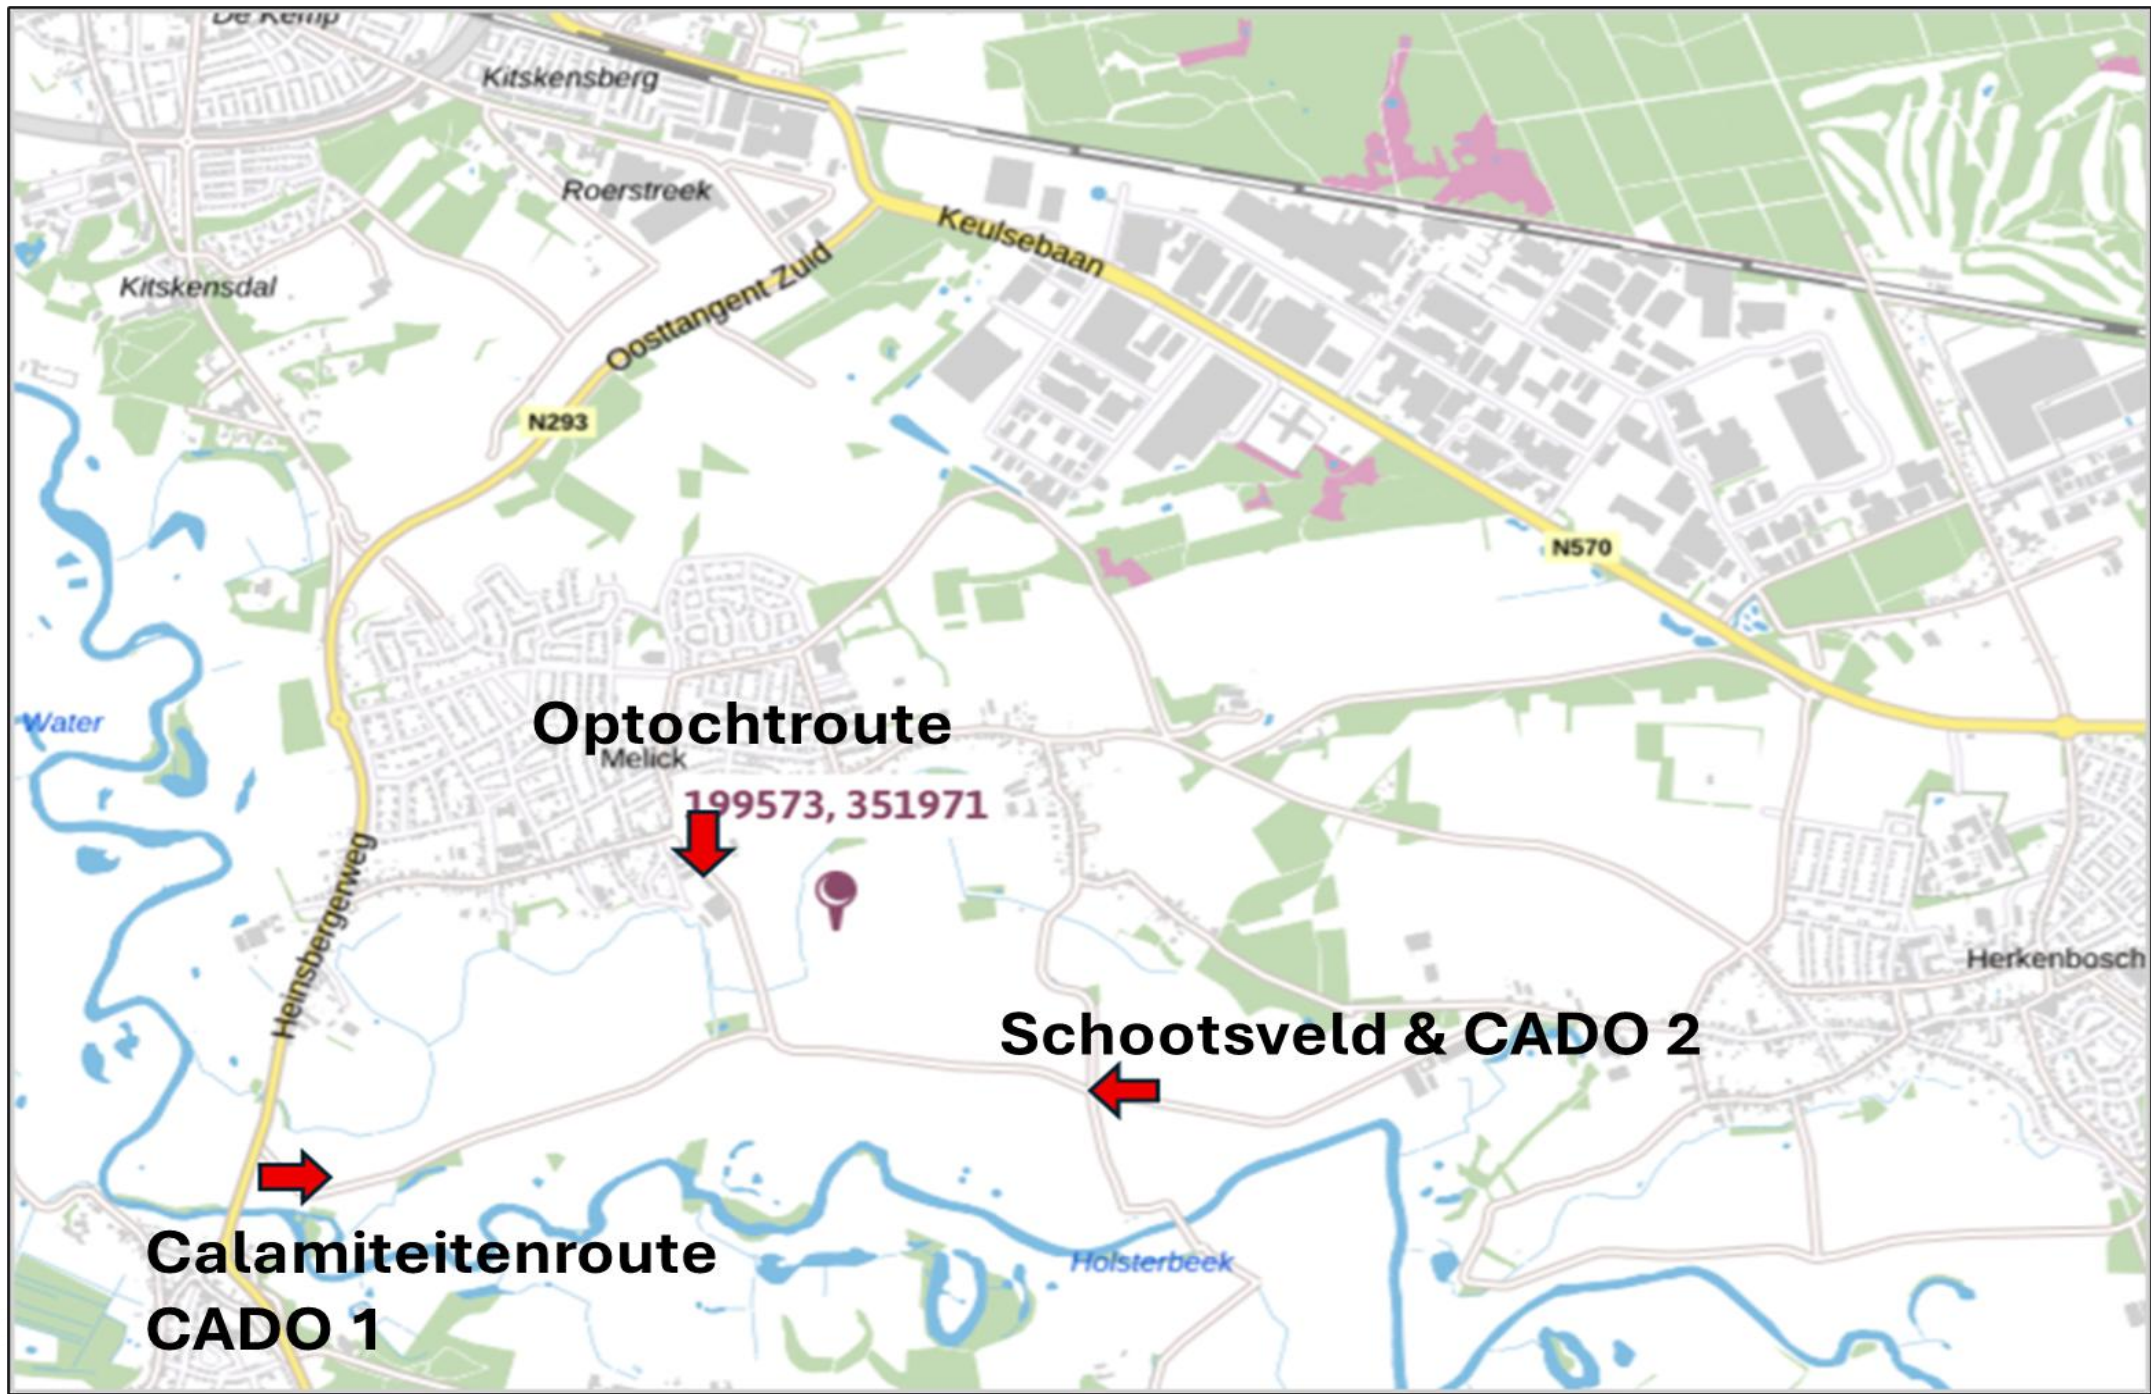 De Kemp
Kitskensberg
Roerstreek
Keulsebaan
Kitskensdal
Oosttangent Zuid
N293
N570
Optochtroute
Water
Melick
199573, 351971
Heinsbergerweg
Herkenbosch
Schootsveld & CADO 2
Calamiteitenroute
CADO 1
Holsterbeek